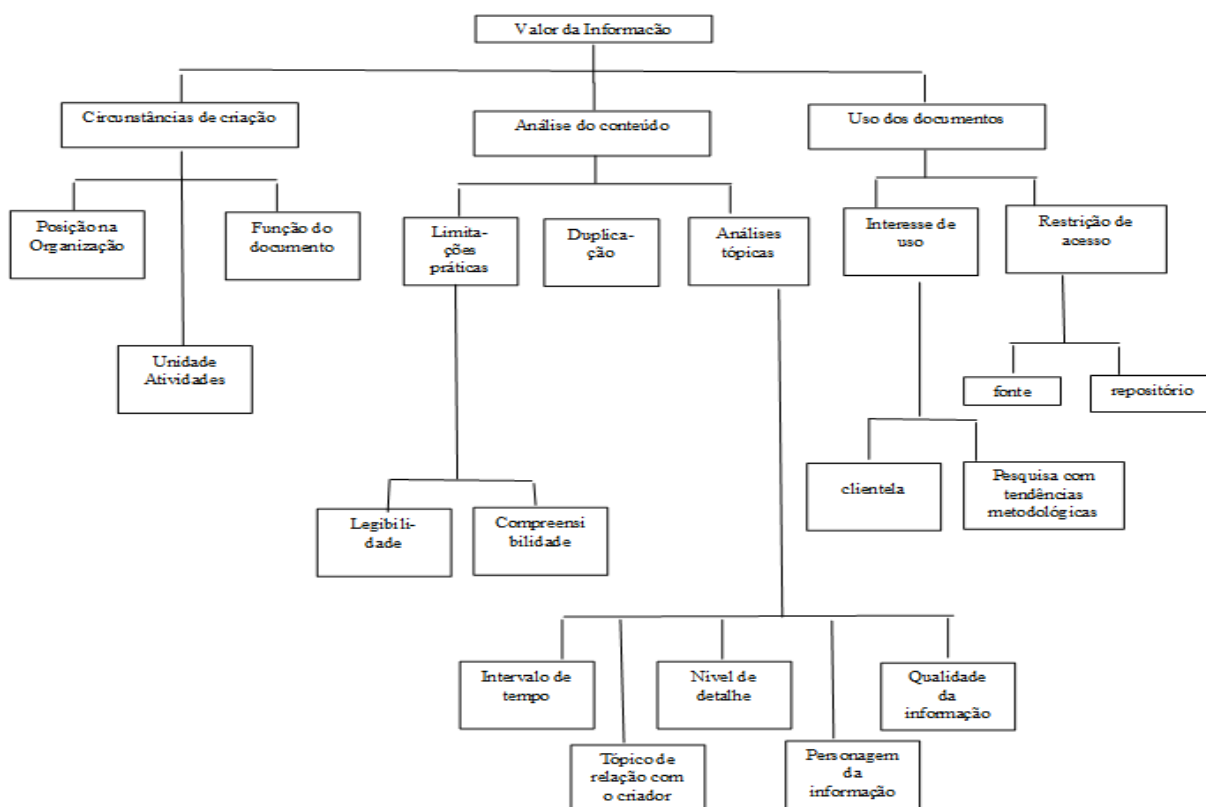 Valor da Informacão
Circunstâncias de criação
Análise do conteúdo
Uso dos documentos
Posição na
Organização
Função do
documento
Limita-
ções
práticas
Duplica-
ção
Análises
tópicas
Interesse de
uso
Restrição de
acesso
Unidade
Atividades
fonte
repositório
clientela
Pesquisa com
tendências
metodológicas
Legibili-
dade
Compreensi
bilidade
Intervalo de
tempo
Nível de
detalhe
Qualidade
da
informação
Tópico de
relação com
o criador
Personagem
da
informação